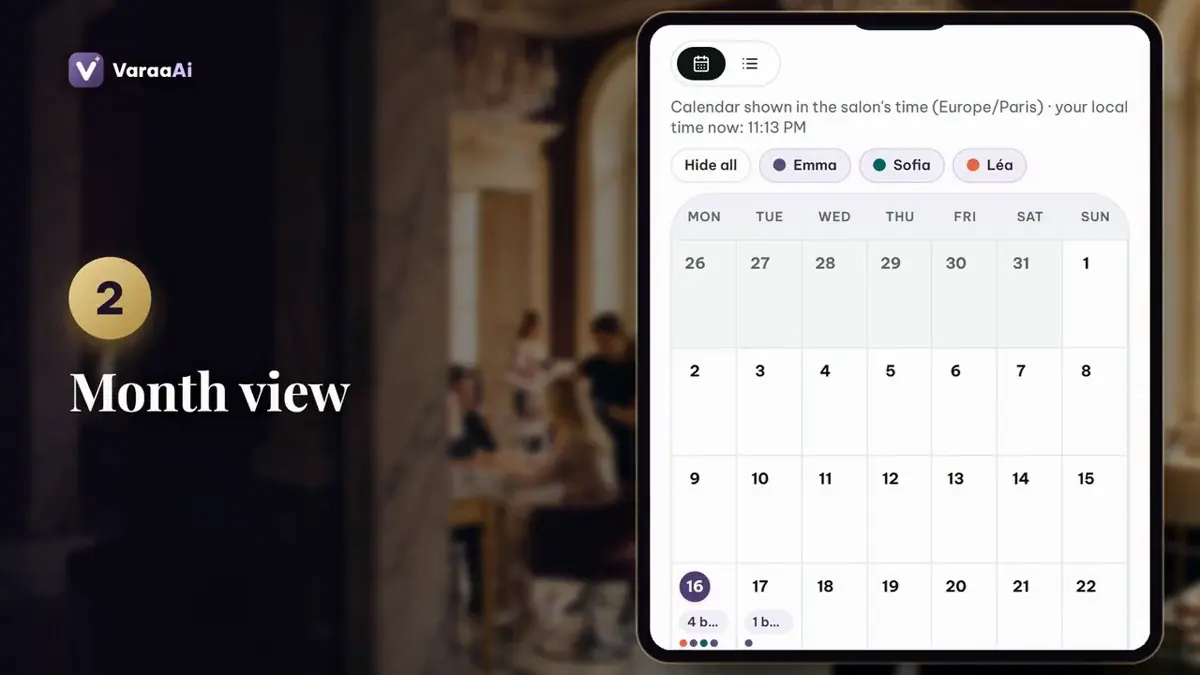 VaraaAi
2
Month view
Calendar shown in the salon's time (Europe/Paris) · your local
time now: 11:13 PM
Hide all
Emma
Sofia
Léa
MON TUE WED THU FRI SAT SUN
26 27 28 29 30 31 1
2 3 4 5 6 7 8
9 10 11 12 13 14 15
16 17 18 19 20 21 22
4 b... 1 b...